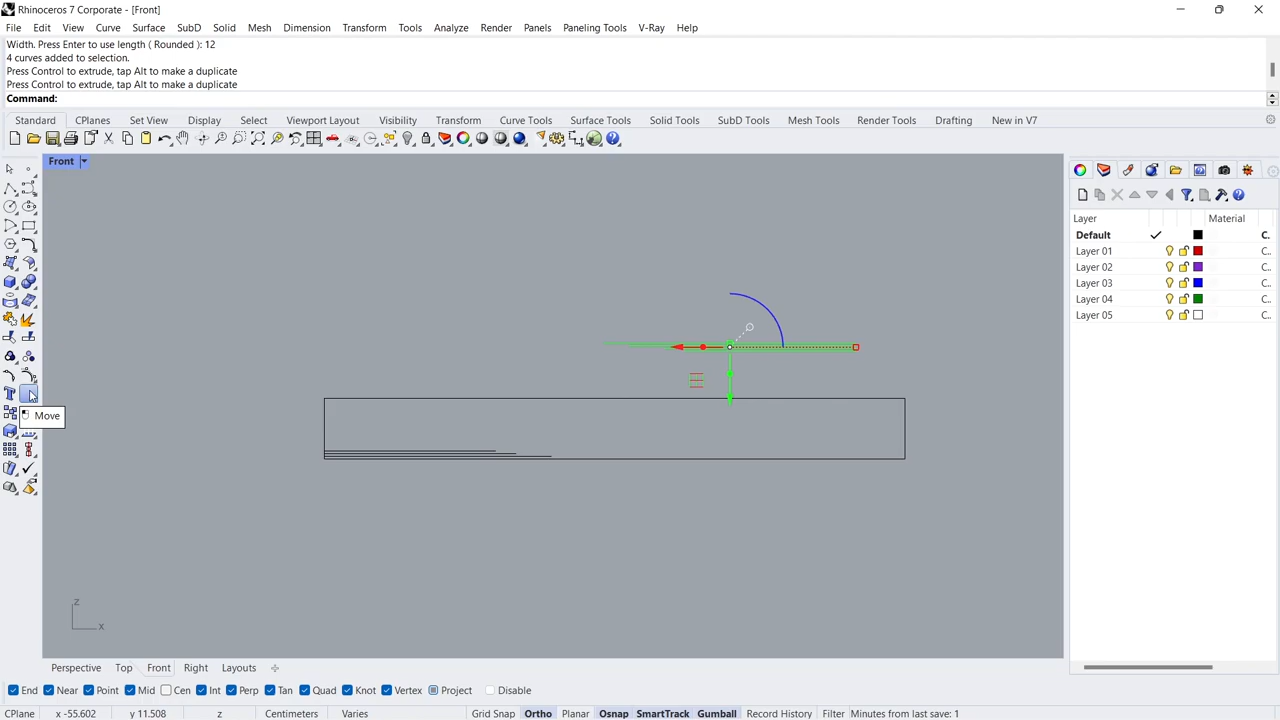 Rhinoceros 7 Corporate - [Front]
File Edit View Curve Surface SubD Solid Mesh Dimension Transform Tools Analyze Render Panels Paneling Tools V-Ray Help
Width. Press Enter to use length ( Rounded ): 12
4 curves added to selection.
Press Control to extrude, tap Alt to make a duplicate
Press Control to extrude, tap Alt to make a duplicate
Command:
Standard CPlanes Set View Display Select Viewport Layout Visibility Transform Curve Tools Surface Tools Solid Tools SubD Tools Mesh Tools Render Tools Drafting New in V7
Front
Layer Material
Default C.
Layer 01 C..
Layer 02 C..
Layer 03 C..
Layer 04 C..
Layer 05 C..
Move
z
x
Perspective Top Front Right Layouts
End Near Point Mid Cen Int Perp Tan Quad Knot Vertex Project Disable
CPlane x -55.602 y 11.508 z Centimeters Varies Grid Snap Ortho Planar Osnap SmartTrack Gumball Record History Filter Minutes from last save: 1